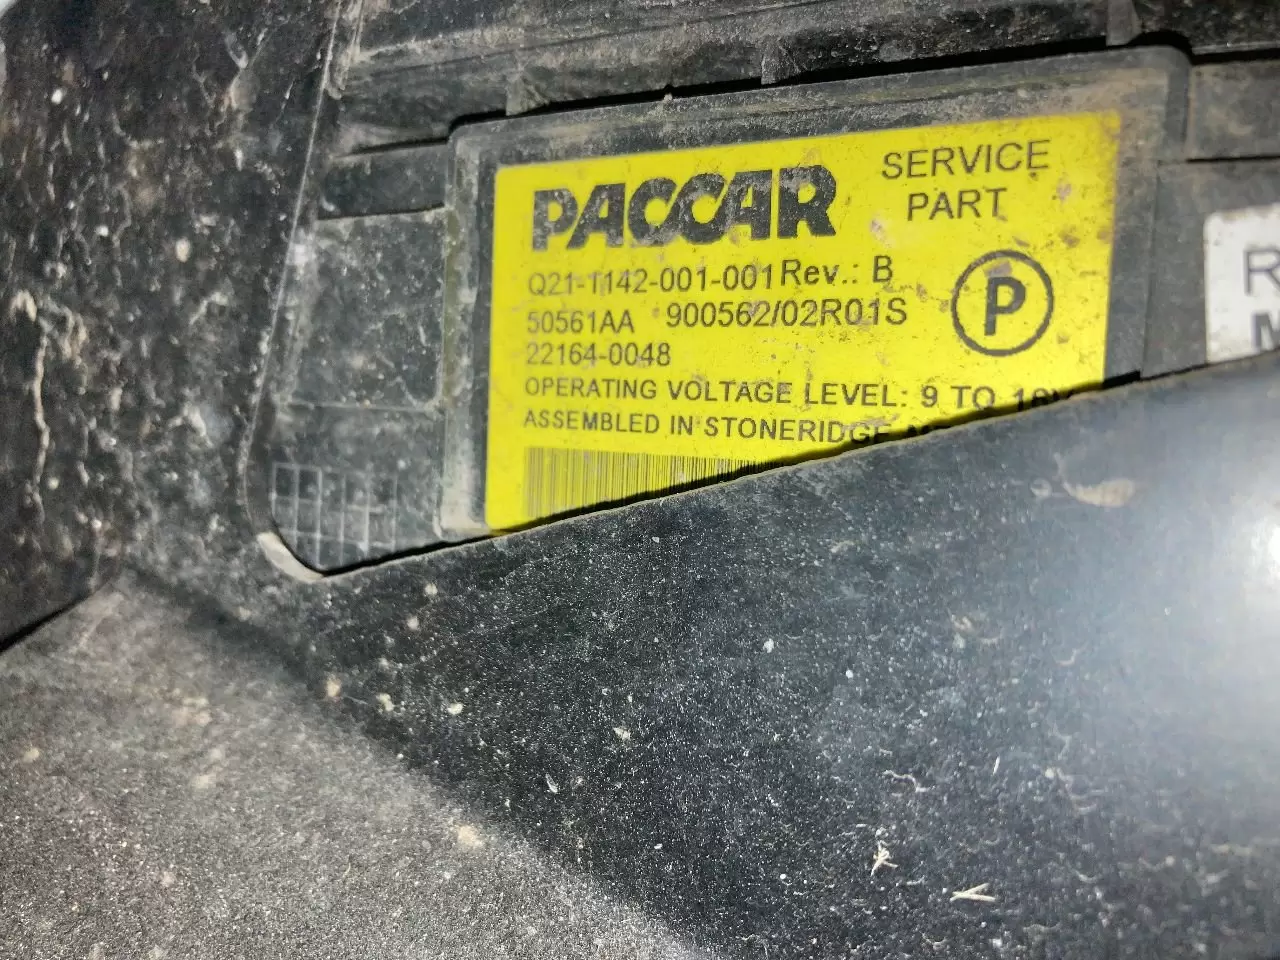 PACCAR
SERVICE
PART
Q21-1142-001-001 Rev.: B
50561AA 900562/02R01S
P
22164-0048
OPERATING VOLTAGE LEVEL: 9 TO 16V
ASSEMBLED IN STONERIDGE
R